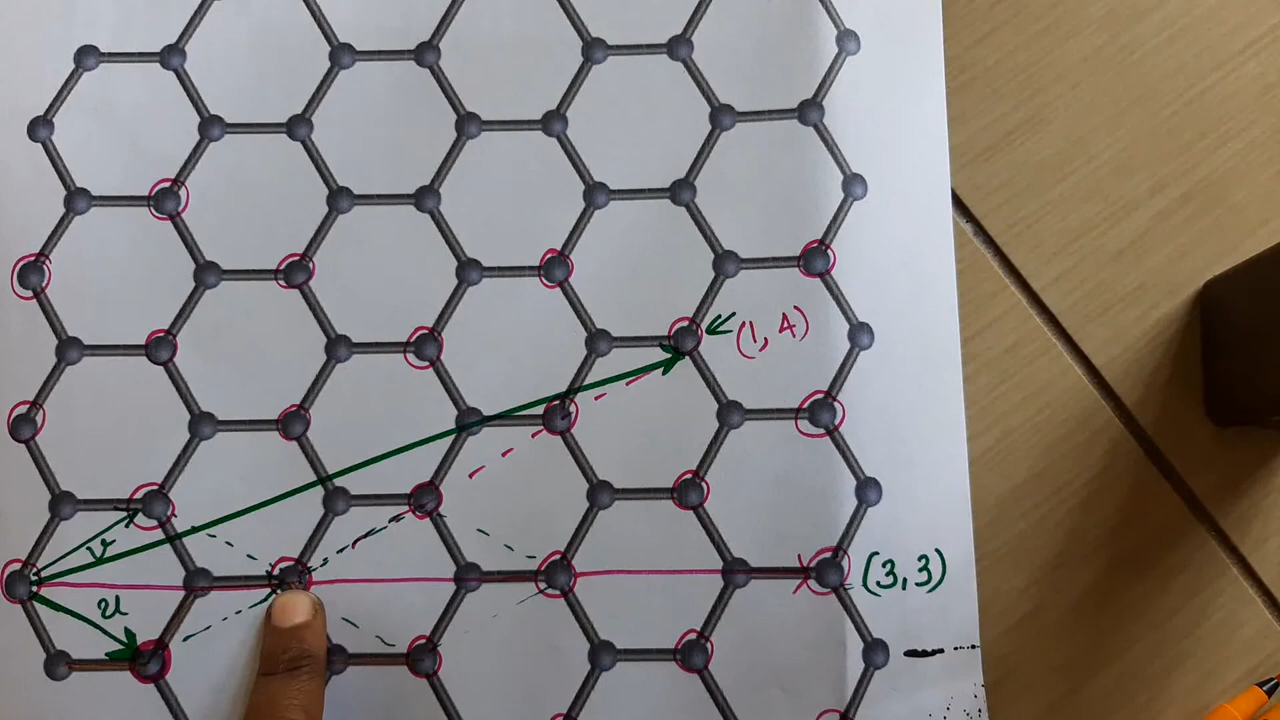 (1, 4)
v
u
(3, 3)